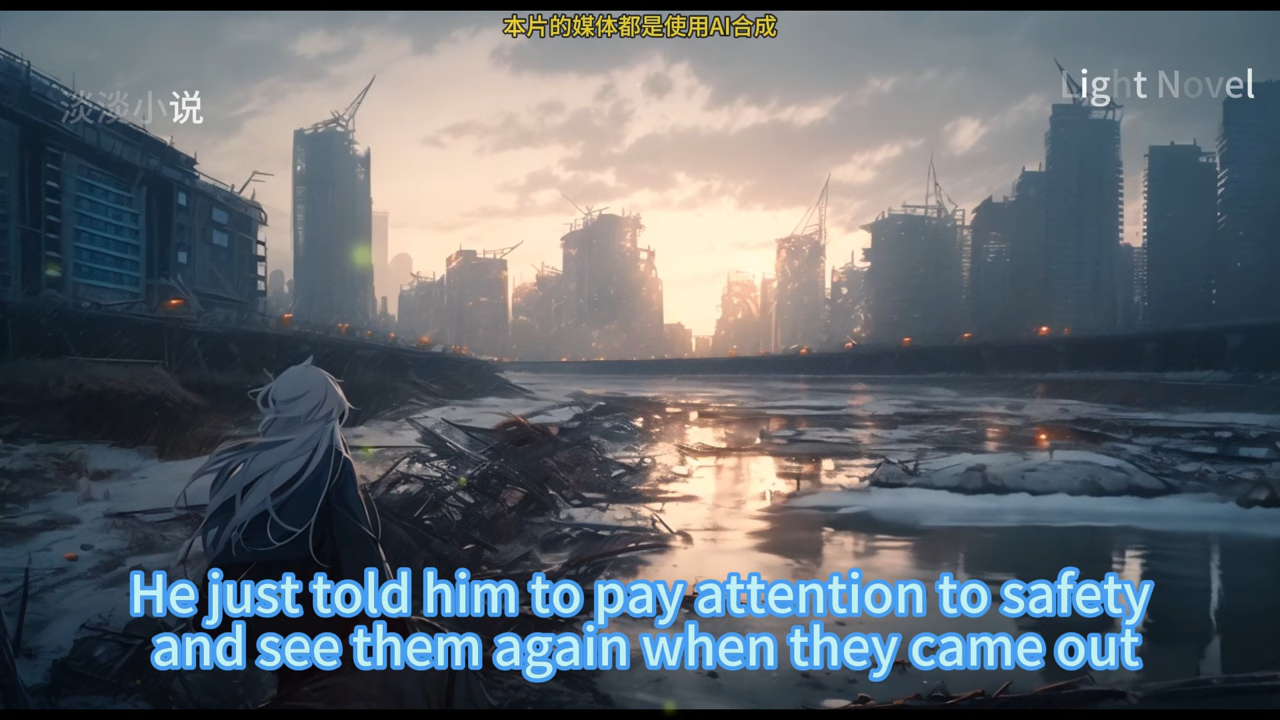 本片的媒体都是使用AI合成
淡淡小说
Light Novel
He just told him to pay attention to safety
and see them again when they came out